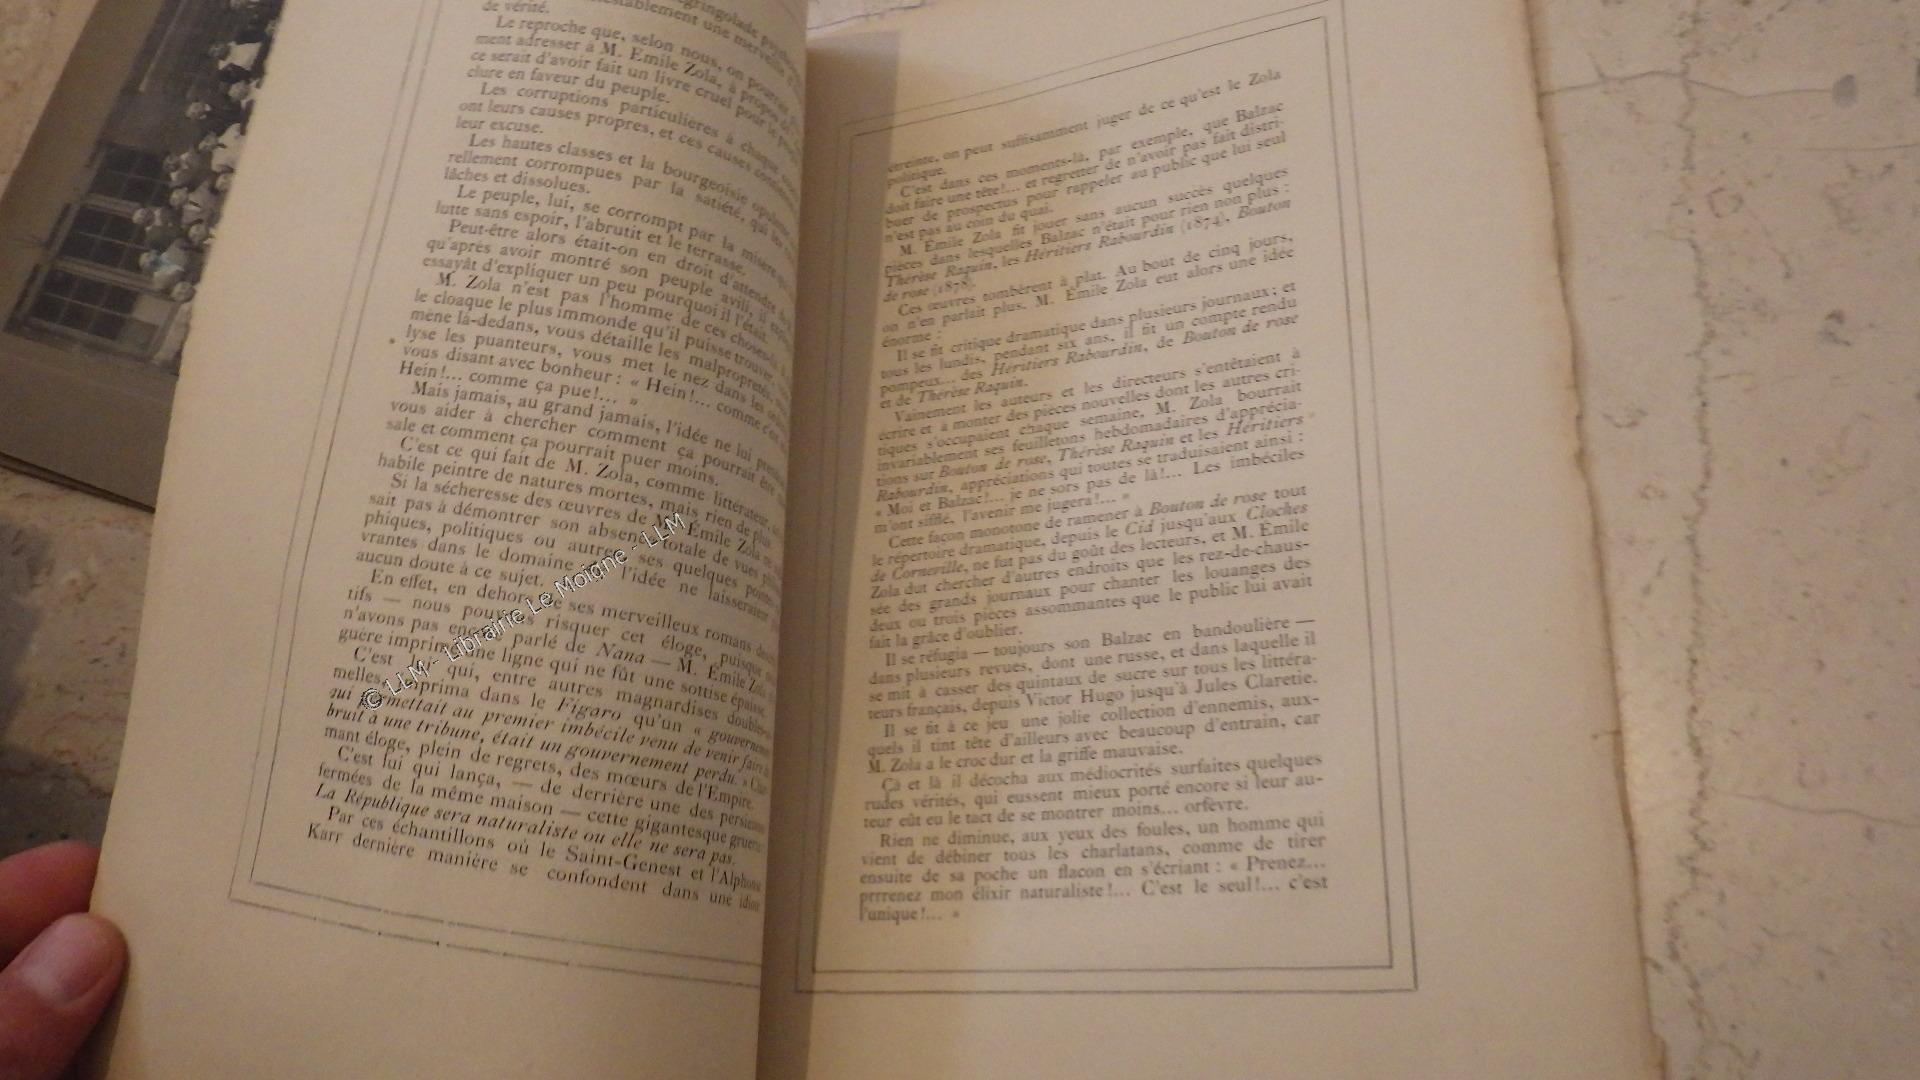 gringolade
testablement une merveille
de vérité.
Le reproche que, selon nous, on pourrait
ment adresser à M. Emile Zola, à propos de
ce serait d'avoir fait un livre cruel pour le
clure en faveur du peuple.
Les corruptions particulières à chaque
ont leurs causes propres, et ces causes
leur excuse.
Les hautes classes et la bourgeoisie
rellement corrompues par la satiété, qui les
lâches et dissolues.
Le peuple, lui, se corrompt par la misère
lutte sans espoir, l'abrutit et le terrasse.
Peut-être alors était-on en droit d'attendre
qu'après avoir montré son peuple avili, il
essayât d'expliquer un peu pourquoi il l'était.
M. Zola n'est pas l'homme de ces choses-là.
le cloaque le plus immonde qu'il puisse trouver,
mène là-dedans, vous détaille les malpropretés,
lyse les puanteurs, vous met le nez dans les
vous disant avec bonheur : « Hein!... comme c'est
Hein!... comme ça pue!... »
Mais jamais, au grand jamais, l'idée ne lui
vous aider à chercher comment ça pourrait être
sale et comment ça pourrait puer moins.
C'est ce qui fait de M. Zola, comme littérateur,
habile peintre de natures mortes, mais rien de plus
Si la sécheresse des œuvres de M. Émile Zola ne
sait pas à démontrer son absence totale de vues
phiques, politiques ou autres, ses quelques
vrantes dans le domaine l'idée ne laisseraient
aucun doute à ce sujet.
En effet, en dehors de ses merveilleux romans
tifs — nous pouvons risquer cet éloge, puisque
n'avons pas encore parlé de Nana — M. Émile Zola
guère imprimé une ligne qui ne fût une sottise épaisse.
C'est lui qui, entre autres magnardises
melles, imprima dans le Figaro qu'un « gouvernement
qui permettait au premier imbécile venu de venir faire
bruit à une tribune, était un gouvernement perdu. »
mant éloge, plein de regrets, des mœurs de l'Empire.
C'est lui qui lança, — de derrière une des persiennes
fermées de la même maison — cette gigantesque
La République sera naturaliste ou elle ne sera pas.
Par ces échantillons où le Saint-Genest et l'Alphonse
Karr dernière manière se confondent dans une
© LLM - Librairie Le Moigne - LLM
étreinte, on peut suffisamment juger de ce qu'est le Zola
politique.
C'est dans ces moments-là, par exemple, que Balzac
doit faire une tête!... et regretter de n'avoir pas fait distri-
buer de prospectus pour rappeler au public que lui seul
n'est pas au coin du quai.
M. Émile Zola fit jouer sans aucun succès quelques
pièces dans lesquelles Balzac n'était pour rien non plus :
Thérèse Raquin, les Héritiers Rabourdin (1874), Bouton
de rose (1878).
Ces œuvres tombèrent à plat. Au bout de cinq jours,
on n'en parlait plus. M. Émile Zola eut alors une idée
énorme :
Il se fit critique dramatique dans plusieurs journaux ; et
tous les lundis, pendant six ans, il fit un compte rendu
pompeux... des Héritiers Rabourdin, de Bouton de rose
et de Thérèse Raquin.
Vainement les auteurs et les directeurs s'entêtaient à
écrire et à monter des pièces nouvelles dont les autres cri-
tiques s'occupaient chaque semaine, M. Zola bourrait
invariablement ses feuilletons hebdomadaires d'apprécia-
tions sur Bouton de rose, Thérèse Raquin et les Héritiers
Rabourdin, appréciations qui toutes se traduisaient ainsi :
« Moi et Balzac!... je ne sors pas de là!... Les imbéciles
m'ont sifflé, l'avenir me jugera!... »
Cette façon monotone de ramener à Bouton de rose tout
le répertoire dramatique, depuis le Cid jusqu'aux Cloches
de Corneville, ne fut pas du goût des lecteurs, et M. Émile
Zola dut chercher d'autres endroits que les rez-de-chaus-
sée des grands journaux pour chanter les louanges des
deux ou trois pièces assommantes que le public lui avait
fait la grâce d'oublier.
Il se réfugia — toujours son Balzac en bandoulière —
dans plusieurs revues, dont une russe, et dans laquelle il
se mit à casser des quintaux de sucre sur tous les littéra-
teurs français, depuis Victor Hugo jusqu'à Jules Claretie.
Il se fit à ce jeu une jolie collection d'ennemis, aux-
quels il tint tête d'ailleurs avec beaucoup d'entrain, car
M. Zola a le croc dur et la griffe mauvaise.
Çà et là il décocha aux médiocrités surfaites quelques
rudes vérités, qui eussent mieux porté encore si leur au-
teur eût eu le tact de se montrer moins... orfèvre.
Rien ne diminue, aux yeux des foules, un homme qui
vient de débiner tous les charlatans, comme de tirer
ensuite de sa poche un flacon en s'écriant : « Prenez...
prrrenez mon élixir naturaliste!... C'est le seul!... c'est
l'unique!... »